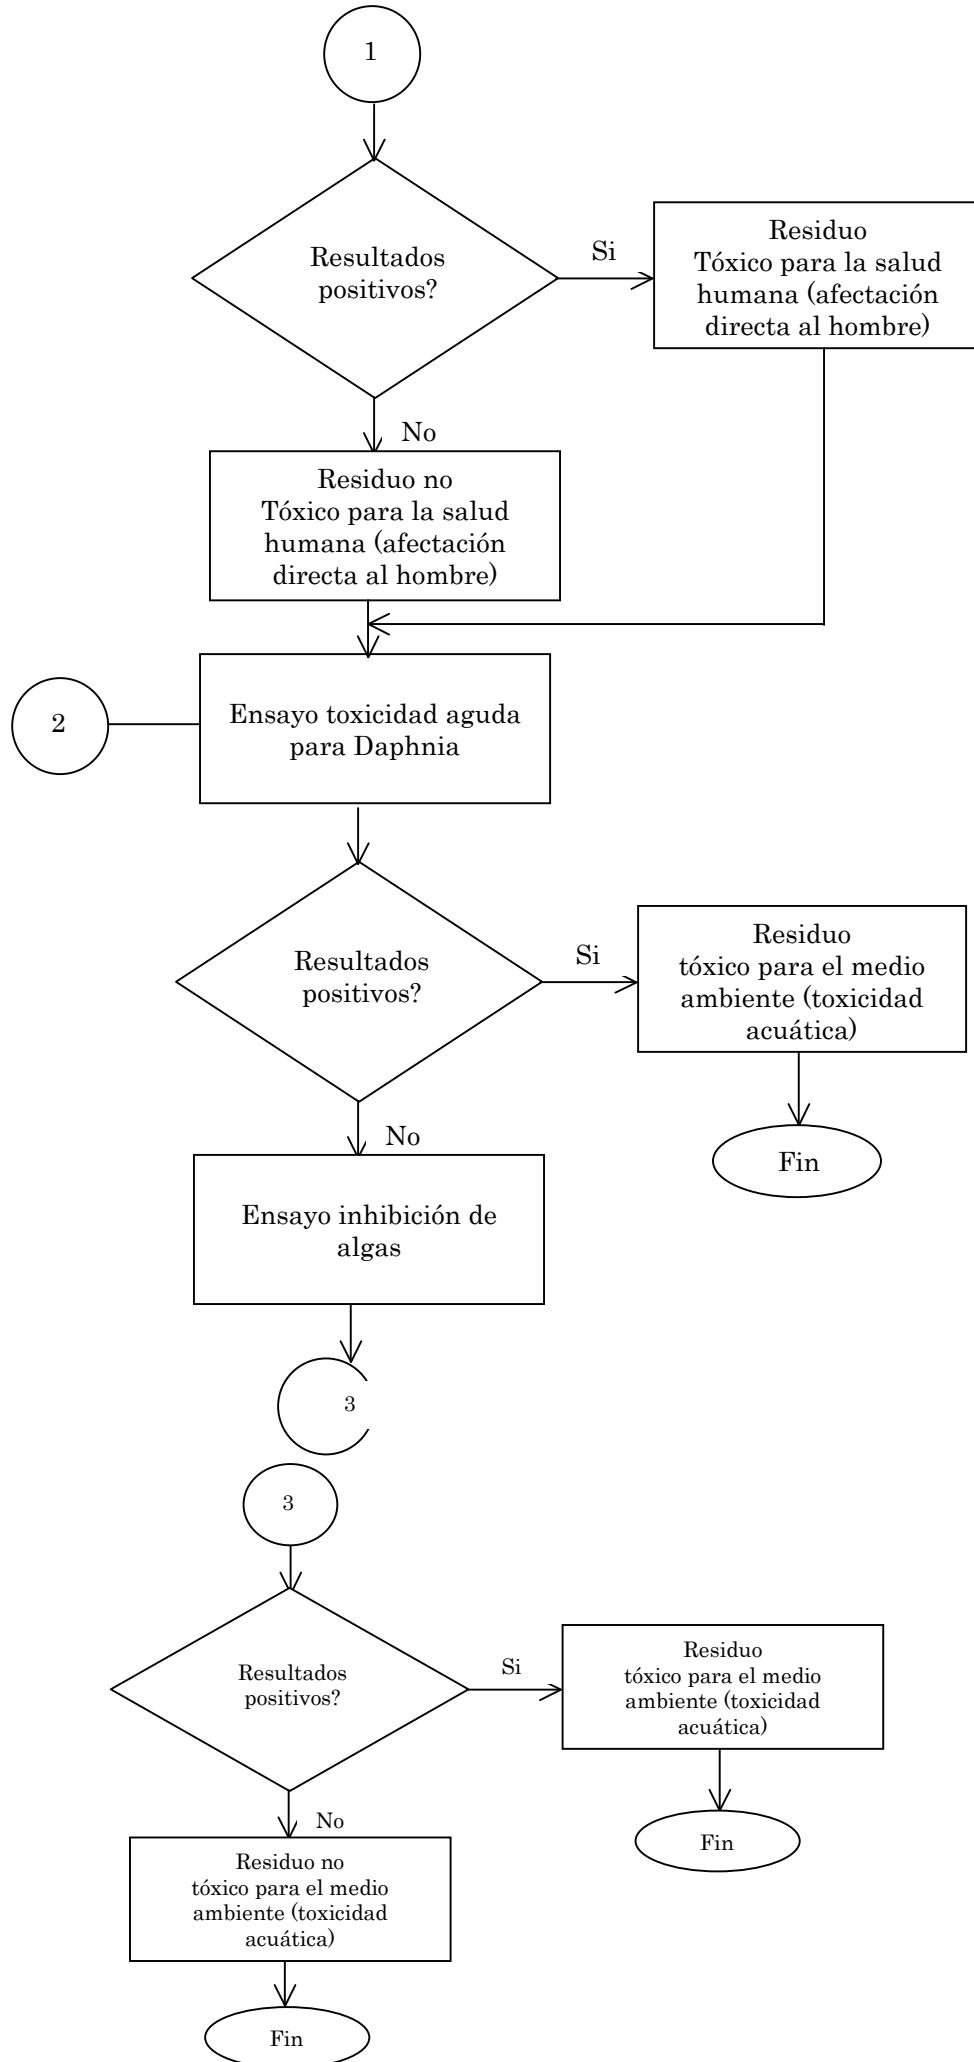 1
Resultados
positivos?
Si
Residuo
Tóxico para la salud
humana (afectación
directa al hombre)
No
Residuo no
Tóxico para la salud
humana (afectación
directa al hombre)
2
Ensayo toxicidad aguda
para Daphnia
Resultados
positivos?
Si
Residuo
tóxico para el medio
ambiente (toxicidad
acuática)
Fin
No
Ensayo inhibición de
algas
3
3
Resultados
positivos?
Si
Residuo
tóxico para el medio
ambiente (toxicidad
acuática)
Fin
No
Residuo no
tóxico para el medio
ambiente (toxicidad
acuática)
Fin